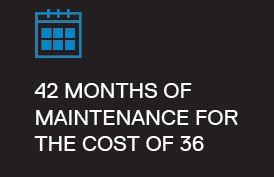 42 MONTHS OF
MAINTENANCE FOR
THE COST OF 36